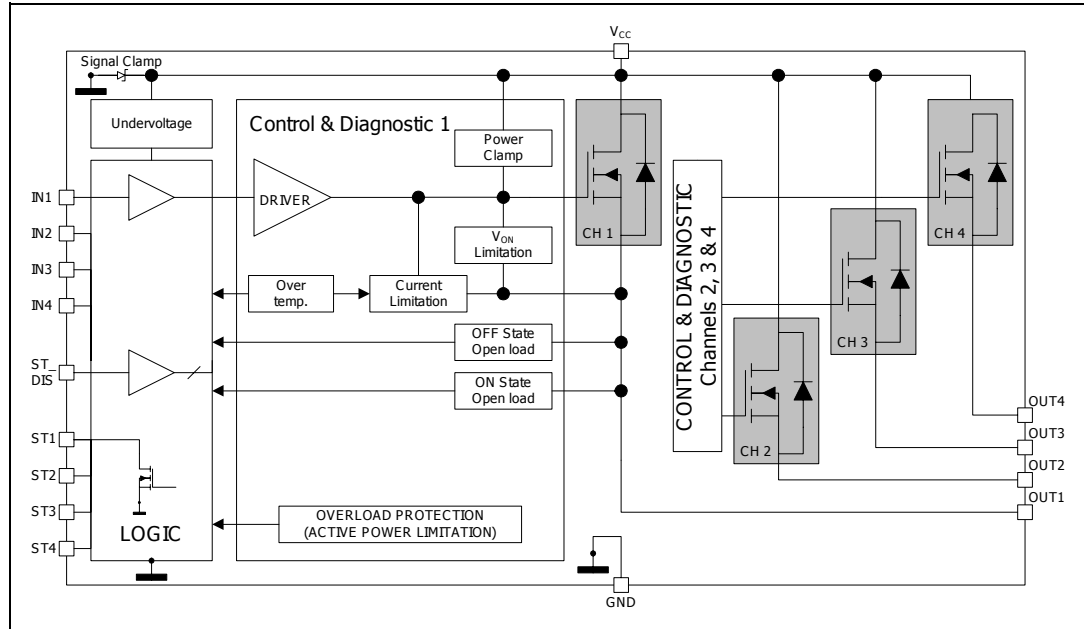 V_CC
Signal Clamp
Undervoltage
Control & Diagnostic 1
Power
Clamp
DRIVER
CH 1
V_ON
Limitation
Over
temp.
Current
Limitation
OFF State
Open load
ON State
Open load
OVERLOAD PROTECTION
(ACTIVE POWER LIMITATION)
LOGIC
IN1
IN2
IN3
IN4
ST_
DIS
ST1
ST2
ST3
ST4
CONTROL & DIAGNOSTIC
Channels 2, 3 & 4
CH 4
CH 3
CH 2
OUT4
OUT3
OUT2
OUT1
GND